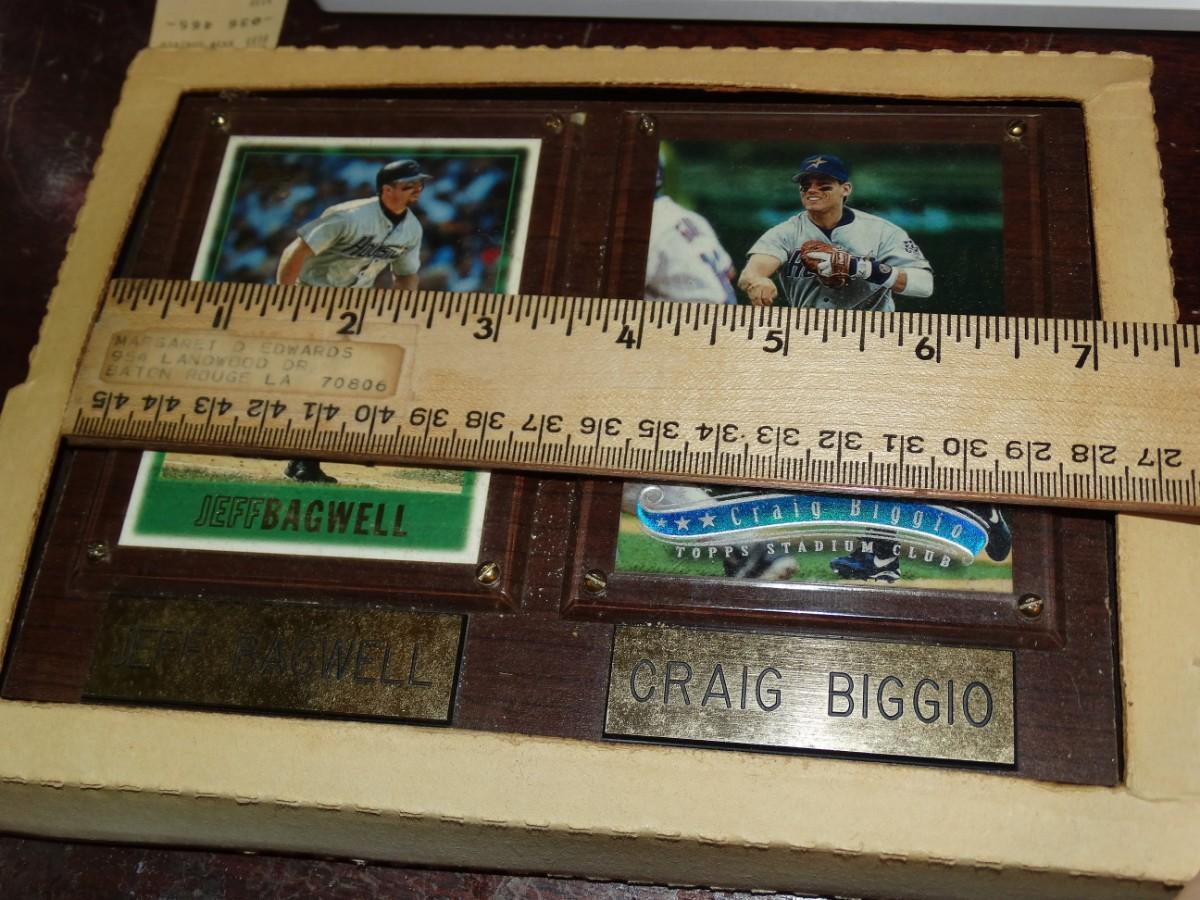 Hous
H
1 2 3 4 5 6 7
MARGARET D EDWARDS
954 LANDWOOD DR.
BATON ROUGE LA 70806
45 44 43 42 41 40 39 38 37 36 35 34 33 32 31 30 29 28 27
JEFFBAGWELL
Craig Biggio
TOPPS STADIUM CLUB
JEFF BAGWELL
CRAIG BIGGIO